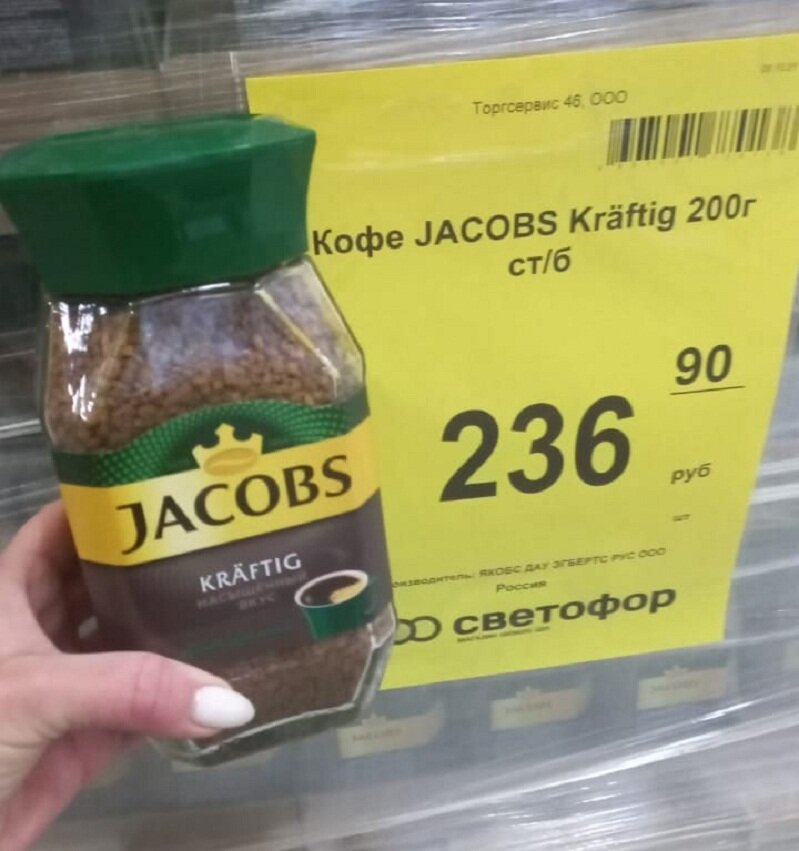 Торгсервис 46, ООО
Кофе JACOBS Kräftig 200г
ст/б
90
236
руб
шт
ЯКОБС ДАУ ЭГБЕРТС РУС ООО
Россия
светофор
JACOBS
KRÄFTIG
НАСЫЩЕННЫЙ
ВКУС